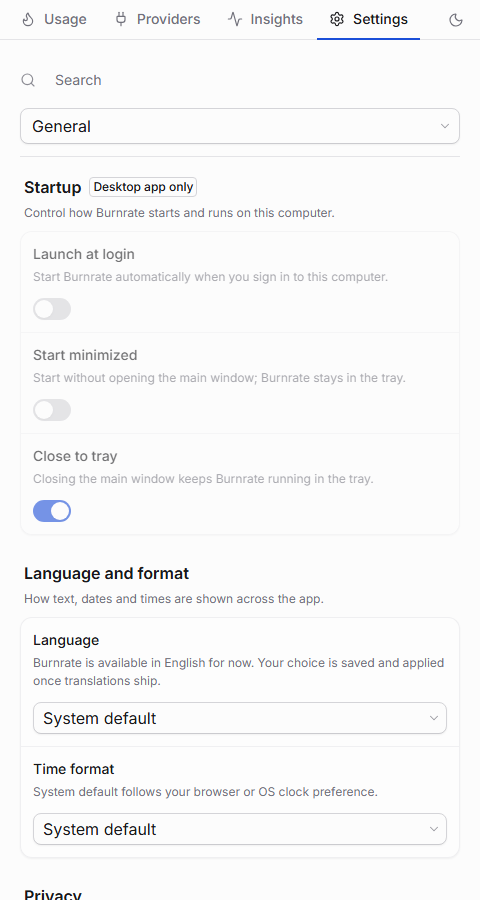 Usage Providers Insights Settings
Search
General
Startup Desktop app only
Control how Burnrate starts and runs on this computer.
Launch at login
Start Burnrate automatically when you sign in to this computer.
Start minimized
Start without opening the main window; Burnrate stays in the tray.
Close to tray
Closing the main window keeps Burnrate running in the tray.
Language and format
How text, dates and times are shown across the app.
Language
Burnrate is available in English for now. Your choice is saved and applied
once translations ship.
System default
Time format
System default follows your browser or OS clock preference.
System default
Privacy